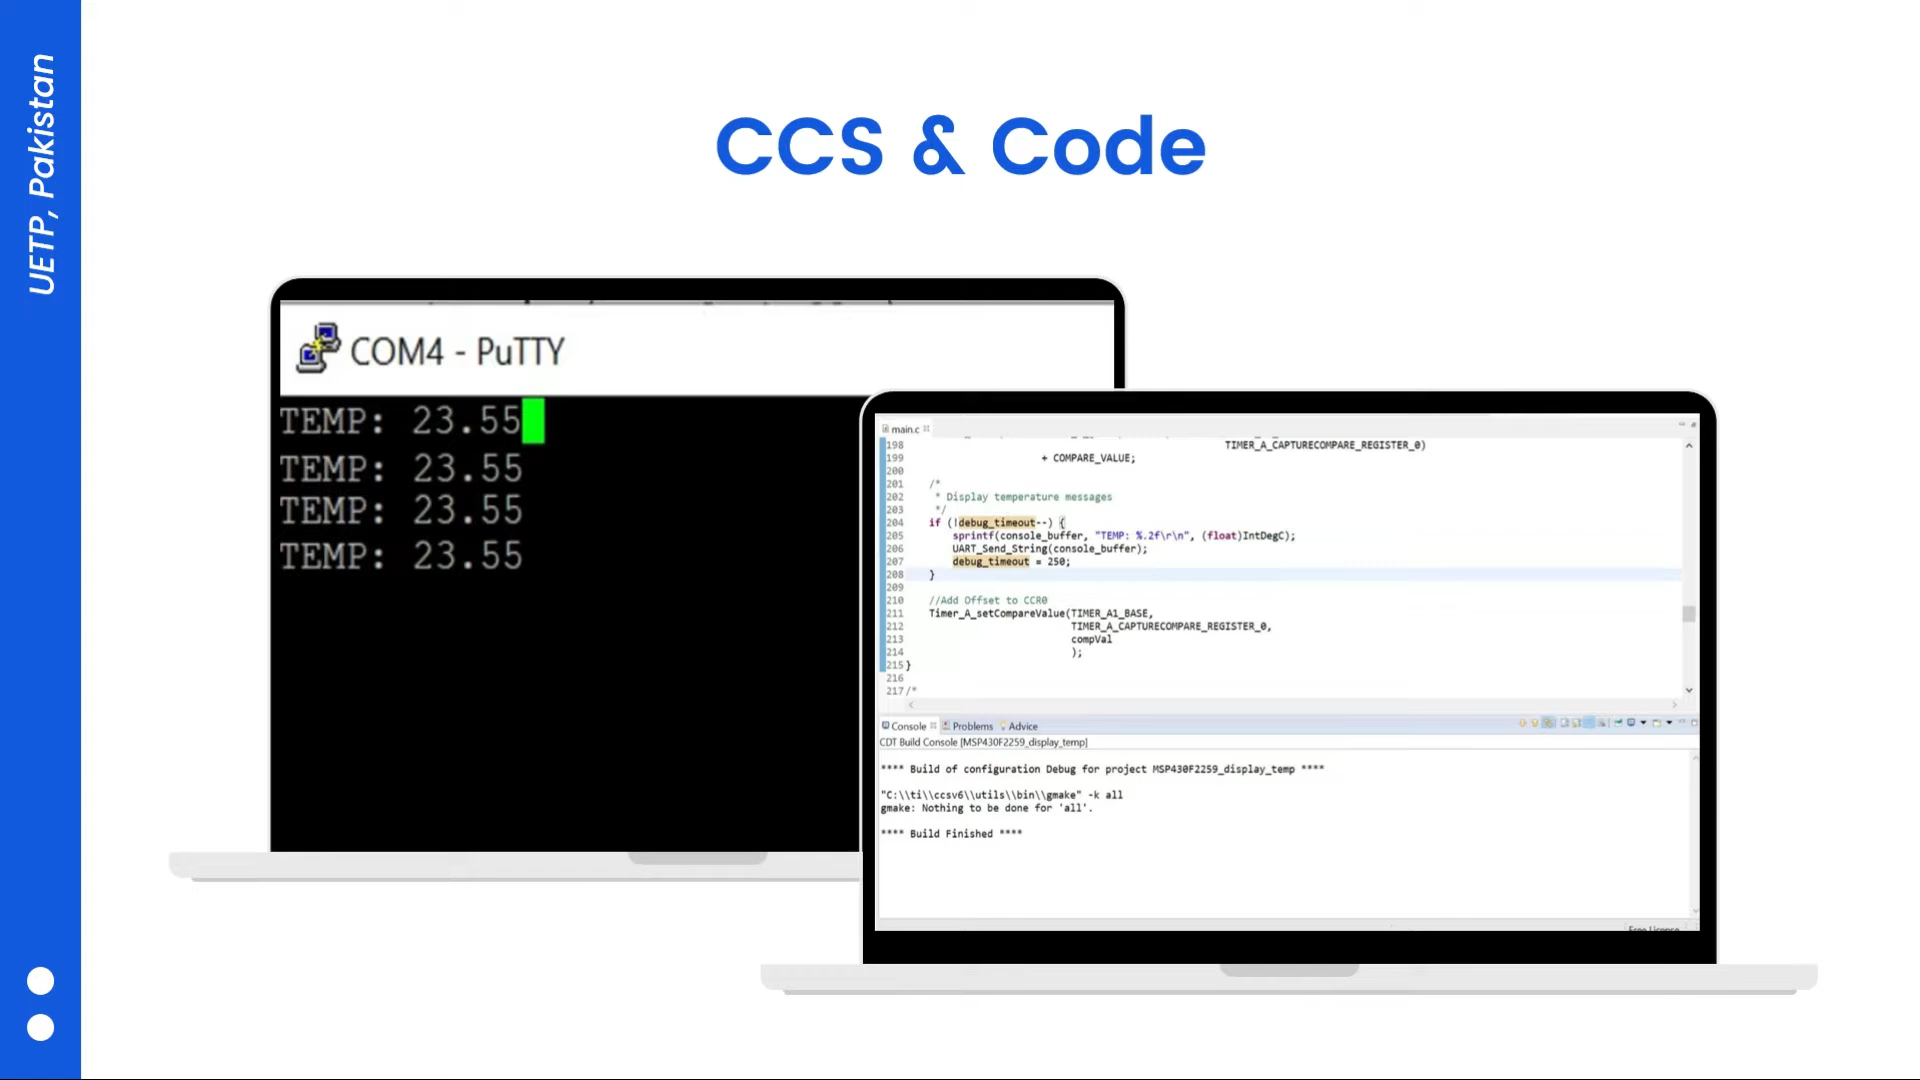 UETP, Pakistan
CCS & Code
COM4 - PuTTY
TEMP: 23.55
TEMP: 23.55
TEMP: 23.55
TEMP: 23.55
main.c
198 TIMER_A_CAPTURECOMPARE_REGISTER_0)
199 + COMPARE_VALUE;
200
201 /*
202 * Display temperature messages
203 */
204 if (!debug_timeout--) {
205 sprintf(console_buffer, "TEMP: %.2f\r\n", (float)IntDegC);
206 UART_Send_String(console_buffer);
207 debug_timeout = 250;
208 }
209
210 //Add Offset to CCR0
211 Timer_A_setCompareValue(TIMER_A1_BASE,
212 TIMER_A_CAPTURECOMPARE_REGISTER_0,
213 compVal
214 );
215 }
216
217 /*
Console Problems Advice
CDT Build Console [MSP430F2259_display_temp]
**** Build of configuration Debug for project MSP430F2259_display_temp ****
"C:\\ti\\ccsv6\\utils\\bin\\gmake" -k all
gmake: Nothing to be done for 'all'.
**** Build Finished ****
Free License